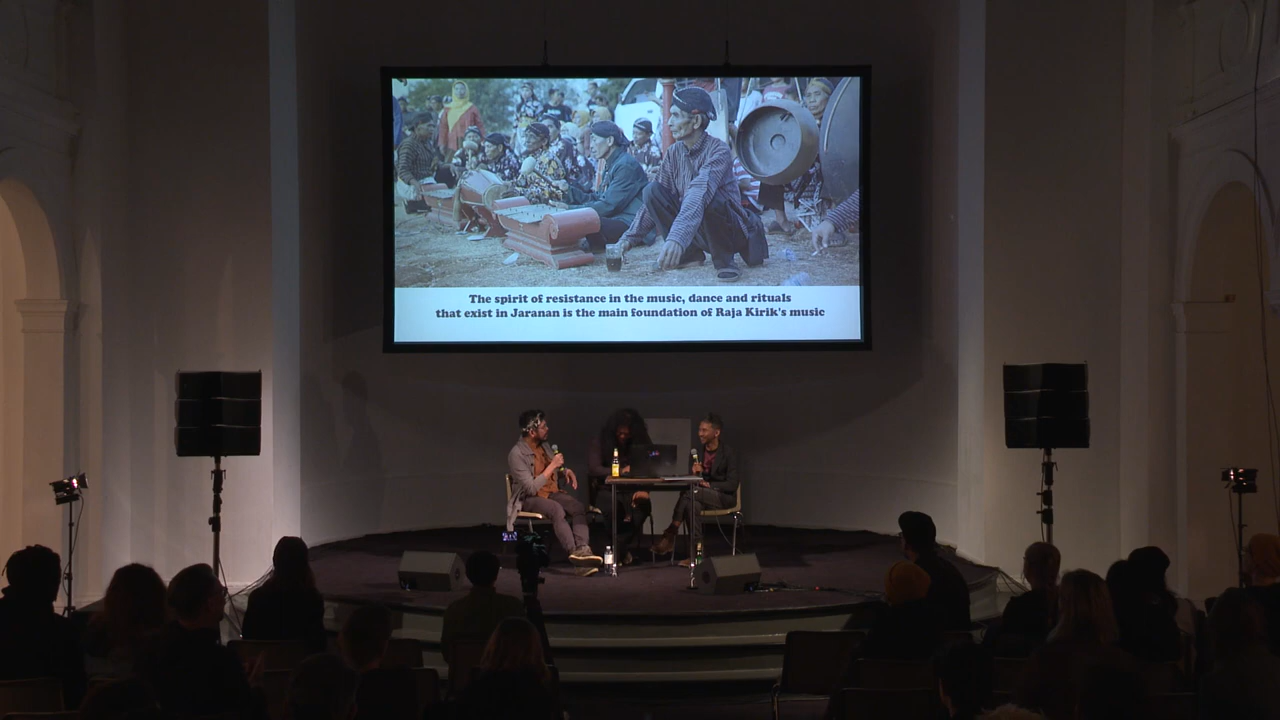 The spirit of resistance in the music, dance and rituals
that exist in Jaranan is the main foundation of Raja Kirik's music